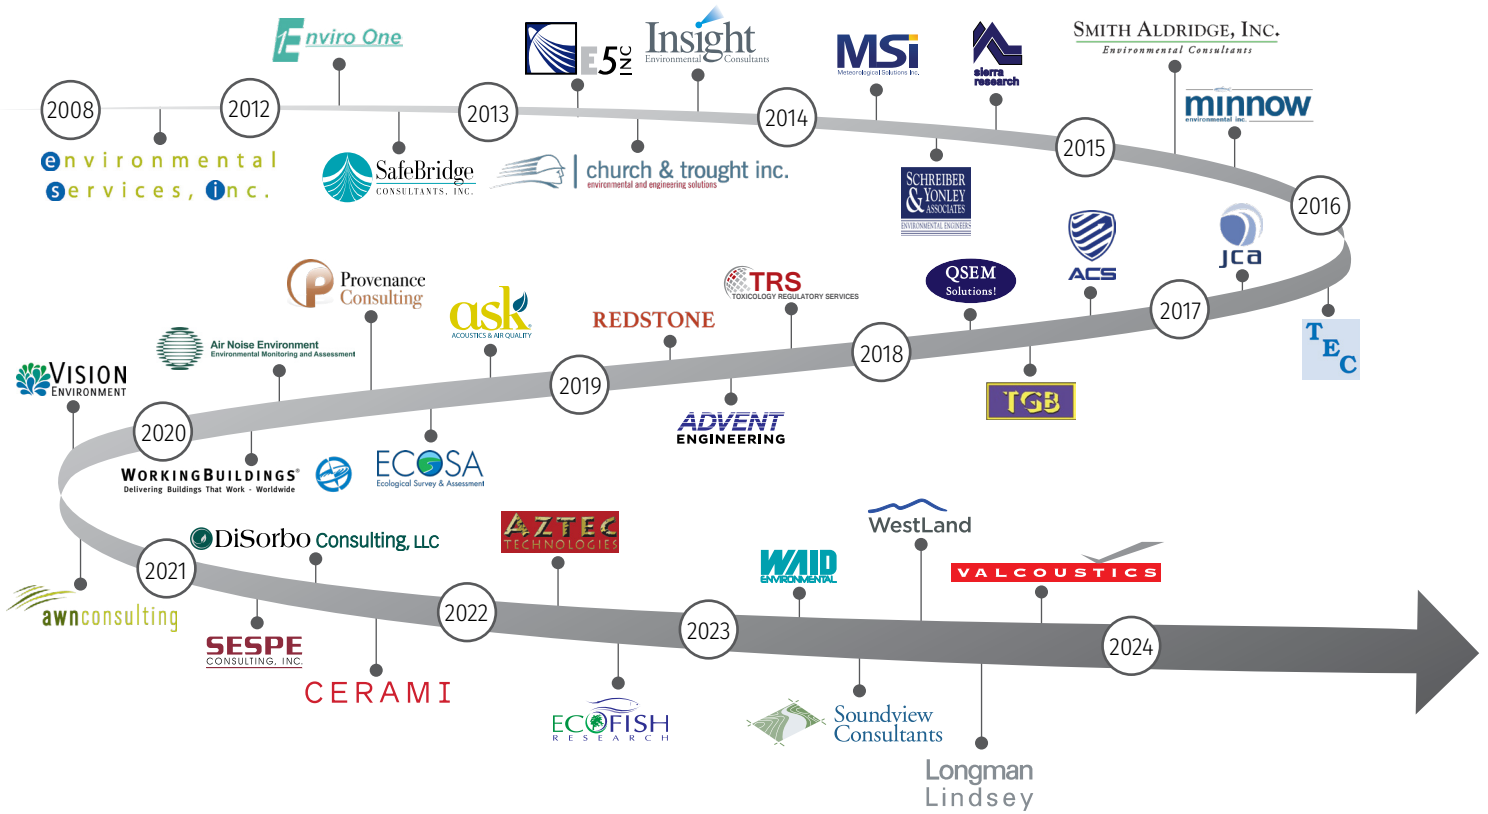 Enviro One
E5 INC
Insight
Environmental Consultants
MSi
Meteorological Solutions Inc.
sierra
research
SMITH ALDRIDGE, INC.
Environmental Consultants
minnow
environmental inc.
2008
2012
2013
2014
2015
2016
environmental
services, inc.
SafeBridge
CONSULTANTS, INC.
church & trought inc.
environmental and engineering solutions
SCHREIBER
& YONLEY
ASSOCIATES
ENVIRONMENTAL ENGINEERS
ACS
jca
Provenance
Consulting
ask
ACOUSTICS & AIR QUALITY
TRS
TOXICOLOGY REGULATORY SERVICES
QSEM
Solutions!
REDSTONE
Air Noise Environment
Environmental Monitoring and Assessment
VISION
ENVIRONMENT
2020
2019
2018
2017
TEC
TGB
ADVENT
ENGINEERING
WORKINGBUILDINGS®
Delivering Buildings That Work - Worldwide
ECOSA
Ecological Survey & Assessment
DiSorbo Consulting, LLC
AZTEC
TECHNOLOGIES
WAID
ENVIRONMENTAL
WestLand
VALCOUSTICS
2021
2022
2023
2024
awnconsulting
SESPE
CONSULTING, INC.
CERAMI
ECOFISH
RESEARCH
Soundview
Consultants
Longman
Lindsey